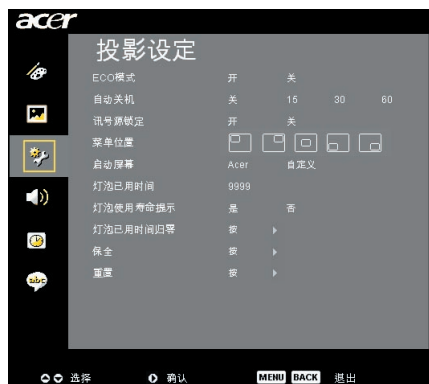 acer
投影设定
ECO模式 开 关
自动关机 关 15 30 60
讯号源锁定 开 关
菜单位置
启动屏幕 Acer 自定义
灯泡已用时间 9999
灯泡使用寿命提示 是 否
灯泡已用时间归零 按
保全 按
重置 按
abc
选择 确认 MENU BACK 退出